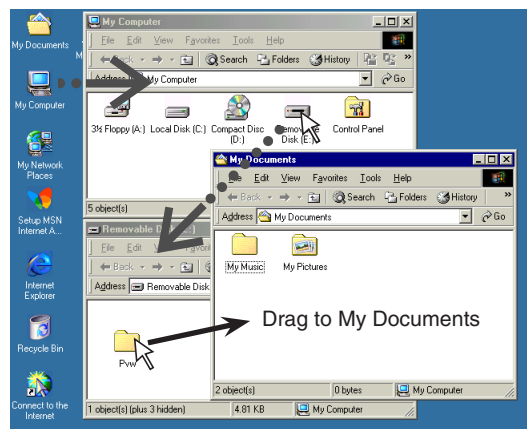 My Documents
My Computer
My Network
Places
Setup MSN
Internet A...
Internet
Explorer
Recycle Bin
Connect to the
Internet
My Computer
File Edit View Favorites Tools Help
Back Search Folders History »
Address My Computer Go
3½ Floppy (A:) Local Disk (C:) Compact Disc
(D:)
Removable
Disk (E:)
Control Panel
5 object(s)
Removable
File Edit
Back
Address Removable Disk
Pvw
1 object(s) (plus 3 hidden) 4.81 KB My Computer
My Documents
File Edit View Favorites Tools Help
Back Search Folders History »
Address My Documents Go
My Music My Pictures
Drag to My Documents
2 object(s) 0 bytes My Computer